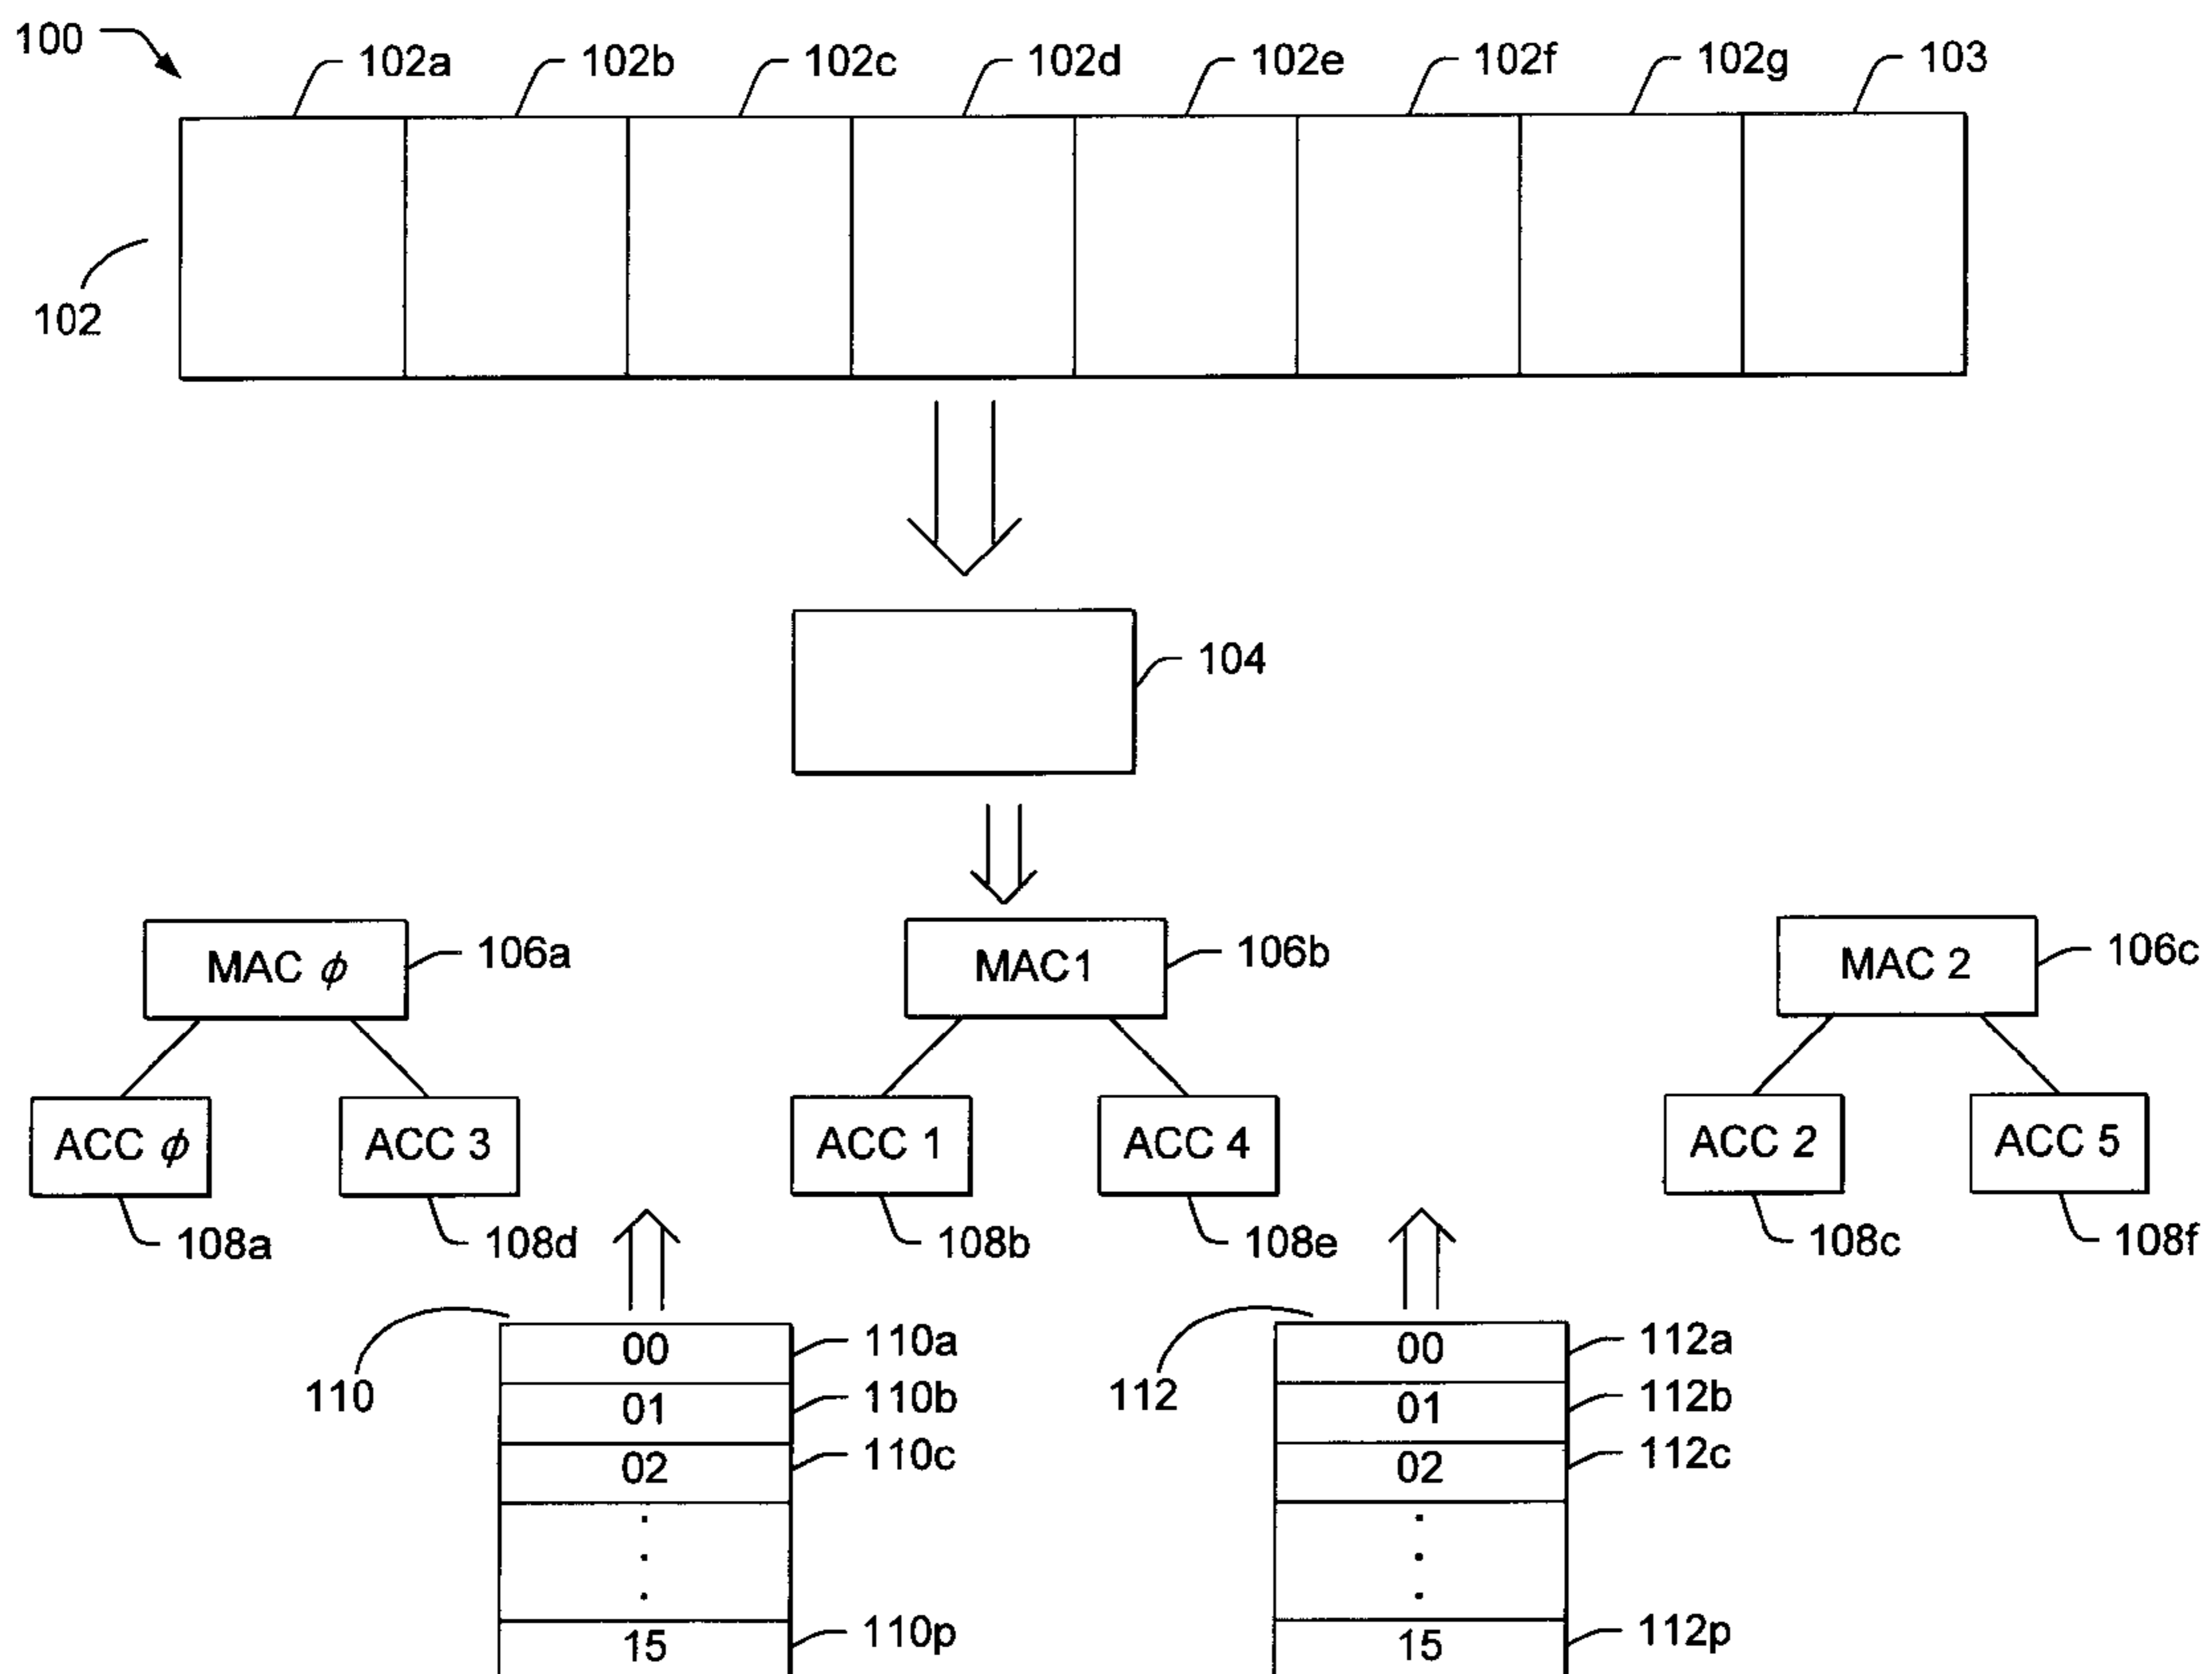 100
102a 102b 102c 102d 102e 102f 102g 103
102
104
MAC ϕ 106a MAC1 106b MAC 2 106c
ACC ϕ ACC 3 ACC 1 ACC 4 ACC 2 ACC 5
108a 108d 108b 108e 108c 108f
110 112
00 110a 00 112a
01 110b 01 112b
02 110c 02 112c
15 110p 15 112p